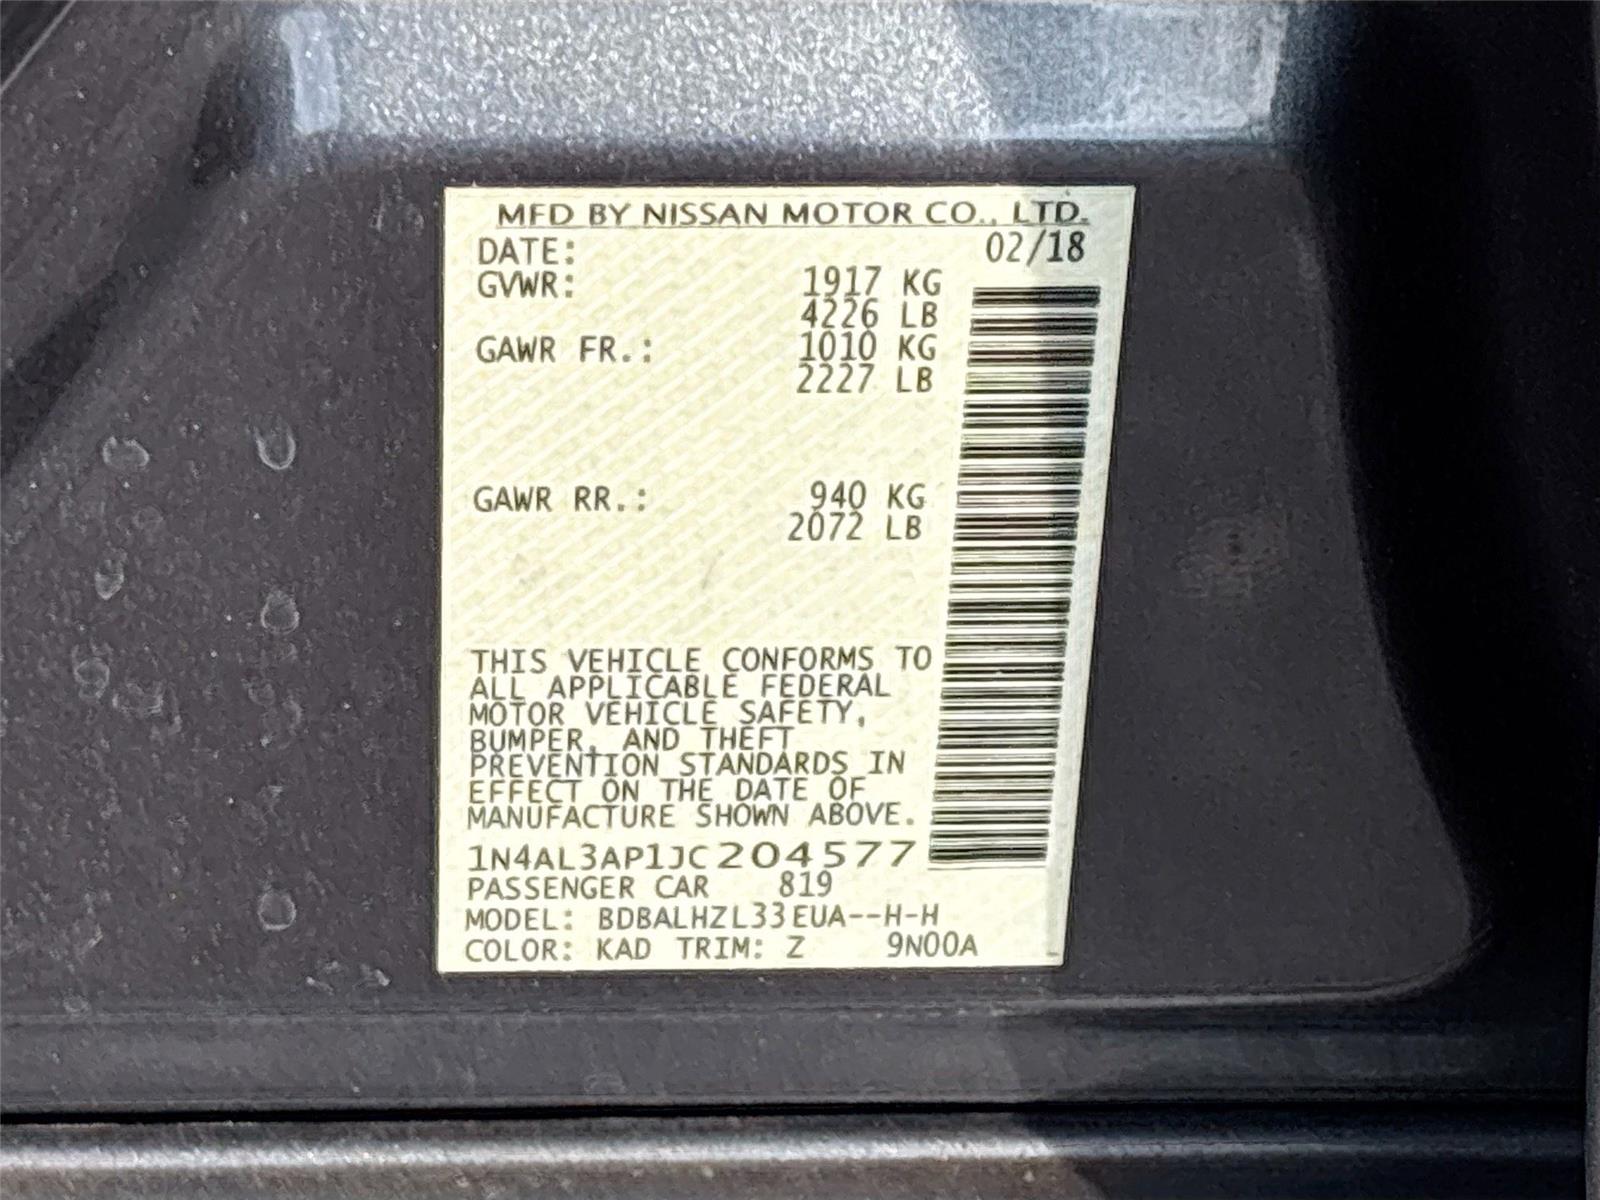 MFD BY NISSAN MOTOR CO., LTD.
DATE: 02/18
GVWR: 1917 KG
4226 LB
GAWR FR.: 1010 KG
2227 LB
GAWR RR.: 940 KG
2072 LB
THIS VEHICLE CONFORMS TO
ALL APPLICABLE FEDERAL
MOTOR VEHICLE SAFETY,
BUMPER, AND THEFT
PREVENTION STANDARDS IN
EFFECT ON THE DATE OF
MANUFACTURE SHOWN ABOVE.
1N4AL3AP1JC204577
PASSENGER CAR 819
MODEL: BDBALHZL33EUA--H-H
COLOR: KAD TRIM: Z 9N00A